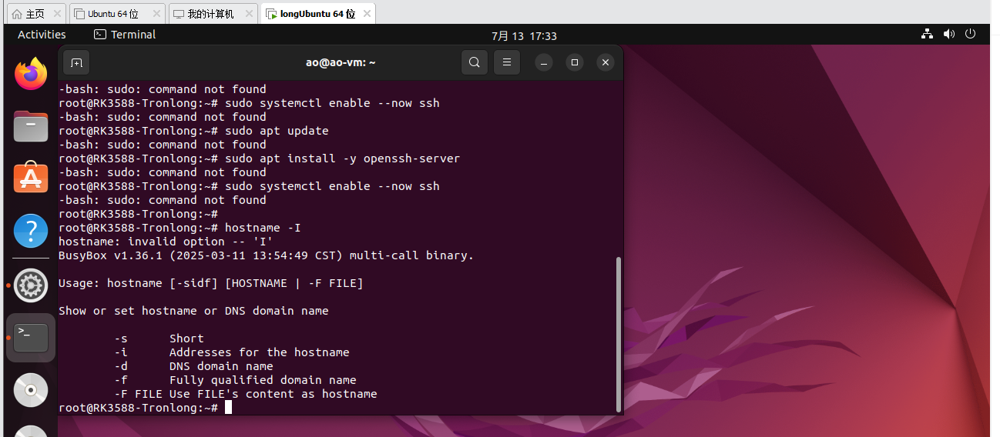 主页
Ubuntu 64 位
我的计算机
longUbuntu 64 位
Activities
Terminal
7月 13 17:33
ao@ao-vm: ~
-bash: sudo: command not found
root@RK3588-Tronlong:~# sudo systemctl enable --now ssh
-bash: sudo: command not found
root@RK3588-Tronlong:~# sudo apt update
-bash: sudo: command not found
root@RK3588-Tronlong:~# sudo apt install -y openssh-server
-bash: sudo: command not found
root@RK3588-Tronlong:~# sudo systemctl enable --now ssh
-bash: sudo: command not found
root@RK3588-Tronlong:~#
root@RK3588-Tronlong:~# hostname -I
hostname: invalid option -- 'I'
BusyBox v1.36.1 (2025-03-11 13:54:49 CST) multi-call binary.
Usage: hostname [-sidf] [HOSTNAME | -F FILE]
Show or set hostname or DNS domain name
-s Short
-i Addresses for the hostname
-d DNS domain name
-f Fully qualified domain name
-F FILE Use FILE's content as hostname
root@RK3588-Tronlong:~#